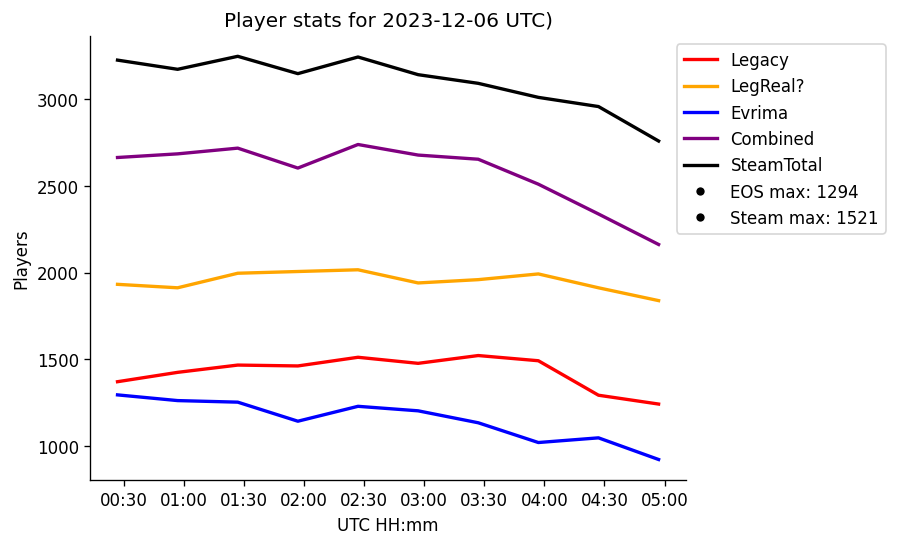 Player stats for 2023-12-06 UTC)
Legacy
LegReal?
Evrima
Combined
SteamTotal
EOS max: 1294
Steam max: 1521
Players
3000
2500
2000
1500
1000
00:30 01:00 01:30 02:00 02:30 03:00 03:30 04:00 04:30 05:00
UTC HH:mm